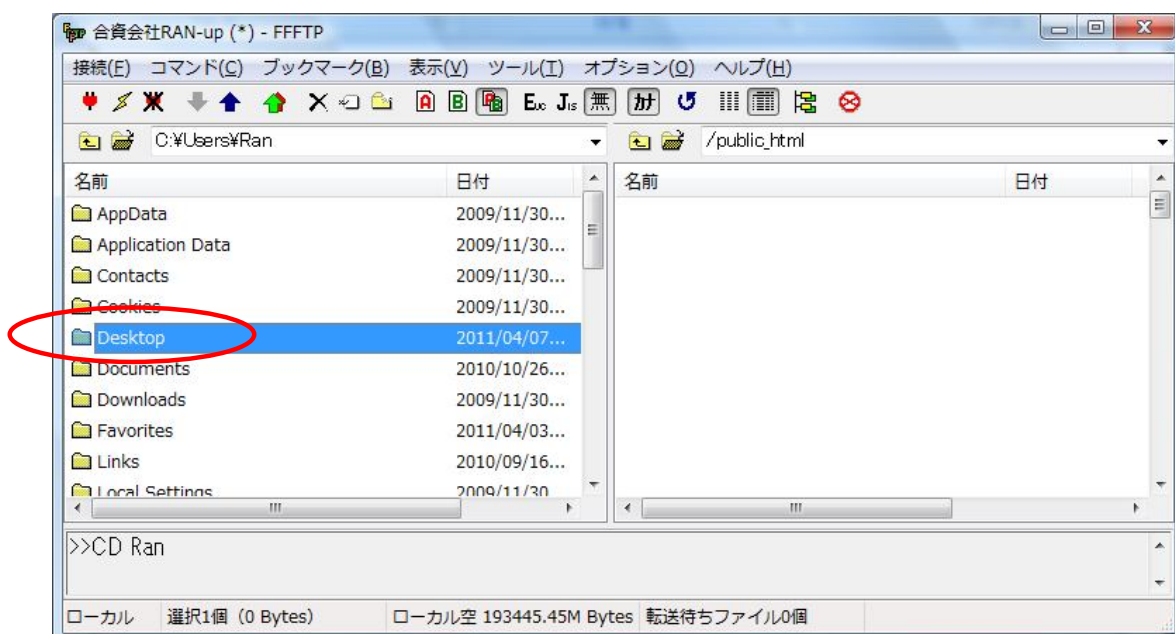 合資会社RAN-up (*) - FFFTP
接続(F) コマンド(C) ブックマーク(B) 表示(V) ツール(T) オプション(O) ヘルプ(H)
A B Euc Jis 無 カナ
C:¥Users¥Ran /public_html
名前 日付 名前 日付
AppData 2009/11/30...
Application Data 2009/11/30...
Contacts 2009/11/30...
Cookies 2009/11/30...
Desktop 2011/04/07...
Documents 2010/10/26...
Downloads 2009/11/30...
Favorites 2011/04/03...
Links 2010/09/16...
Local Settings 2009/11/30
>>CD Ran
ローカル 選択1個 (0 Bytes) ローカル空 193445.45M Bytes 転送待ちファイル0個